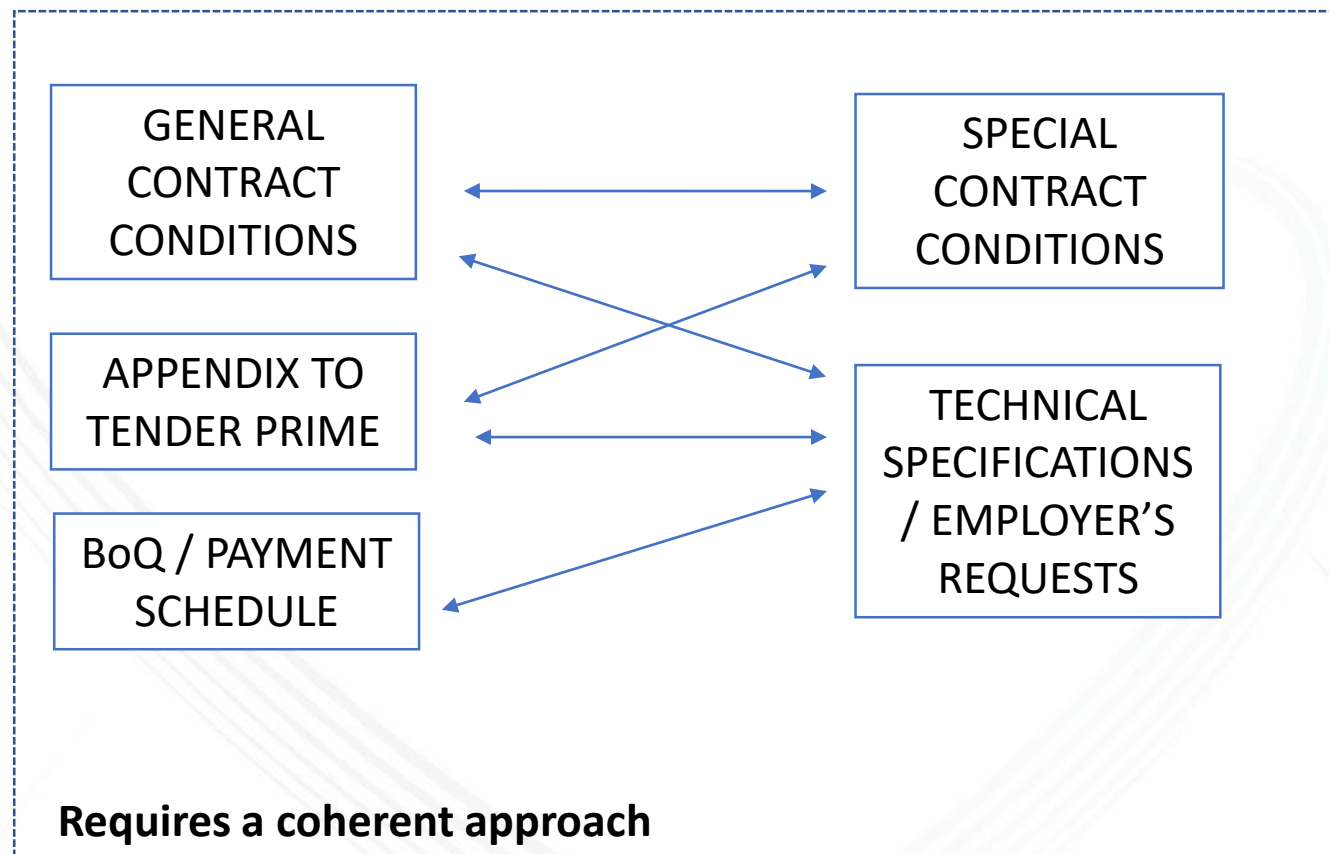 GENERAL
CONTRACT
CONDITIONS
SPECIAL
CONTRACT
CONDITIONS
APPENDIX TO
TENDER PRIME
TECHNICAL
SPECIFICATIONS
/ EMPLOYER’S
REQUESTS
BoQ / PAYMENT
SCHEDULE
Requires a coherent approach